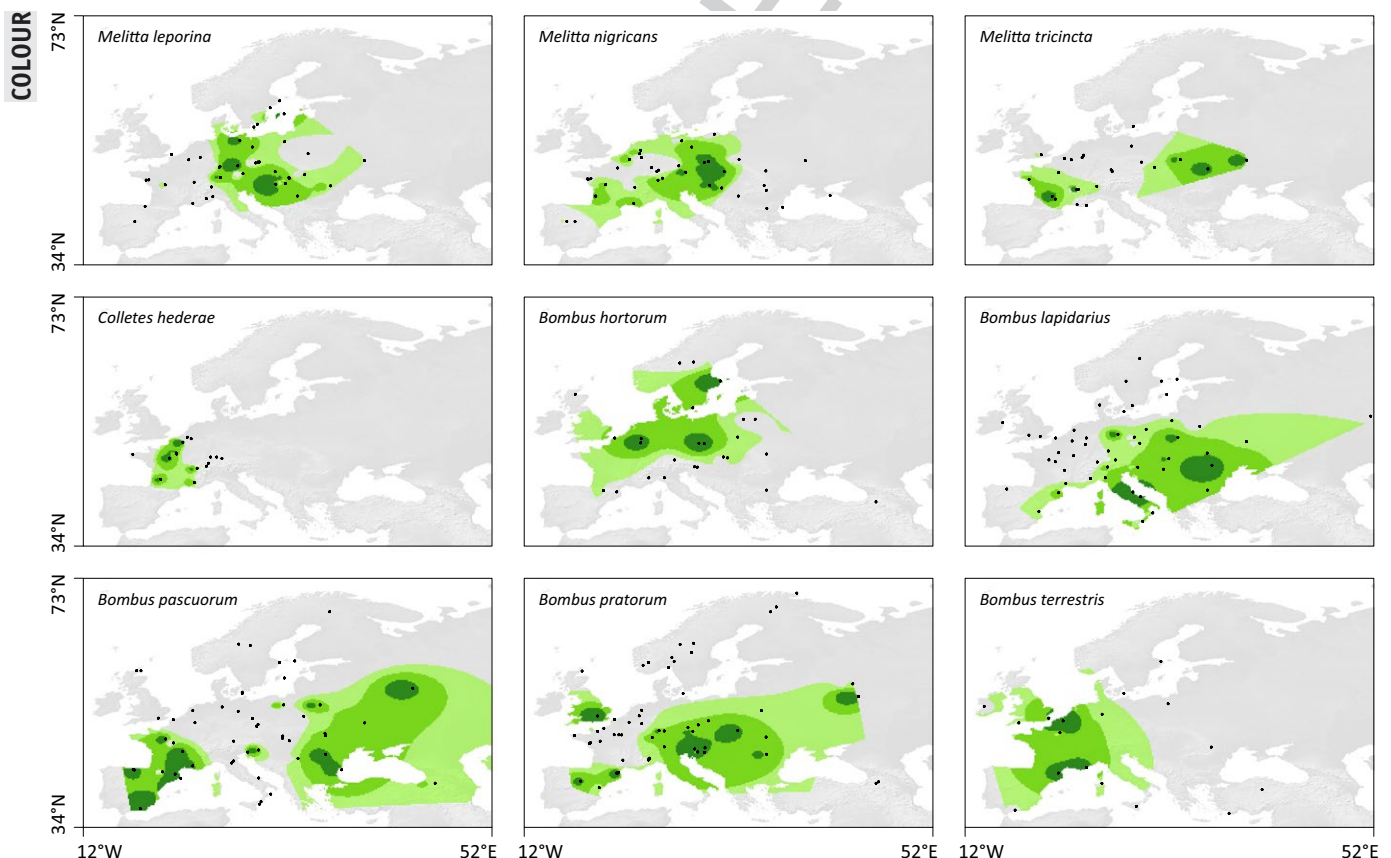 COLOUR
73°N
34°N
Melitta leporina
Melitta nigricans
Melitta tricincta
73°N
34°N
Colletes hederae
Bombus hortorum
Bombus lapidarius
73°N
34°N
Bombus pascuorum
Bombus pratorum
Bombus terrestris
12°W
52°E
12°W
52°E
12°W
52°E